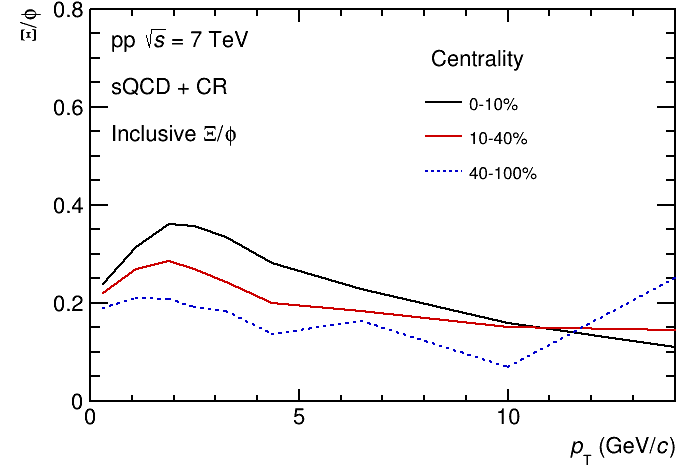 Ξ/ϕ
0.8
0.6
0.4
0.2
0
pp √s = 7 TeV
sQCD + CR
Inclusive Ξ/ϕ
Centrality
0-10%
10-40%
40-100%
0 5 10
p_T (GeV/c)